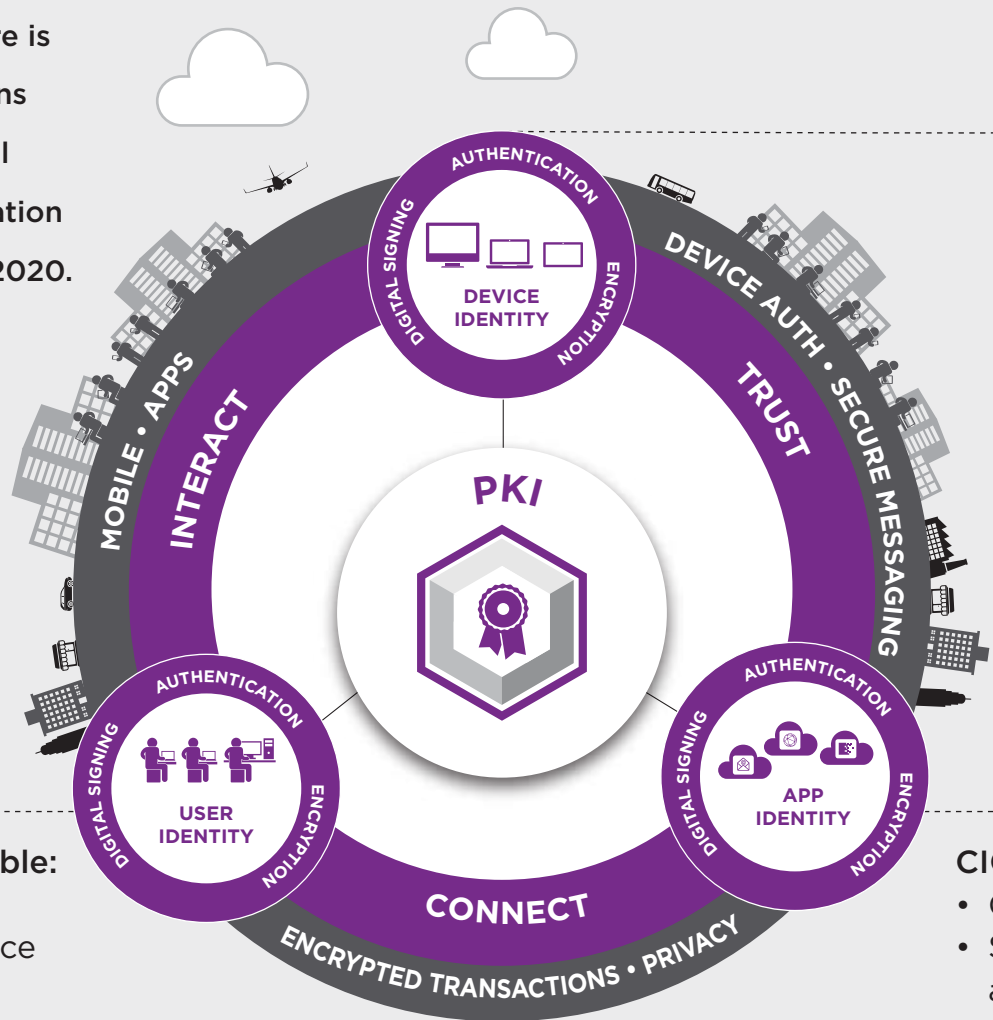 re is
ns
l
ation
2020.
AUTHENTICATION
DIGITAL SIGNING
ENCRYPTION
DEVICE
IDENTITY
MOBILE • APPS
INTERACT
DEVICE AUTH • SECURE MESSAGING
TRUST
PKI
AUTHENTICATION
DIGITAL SIGNING
ENCRYPTION
USER
IDENTITY
AUTHENTICATION
DIGITAL SIGNING
ENCRYPTION
APP
IDENTITY
CONNECT
ENCRYPTED TRANSACTIONS • PRIVACY
ble:
ce
•
• S
a